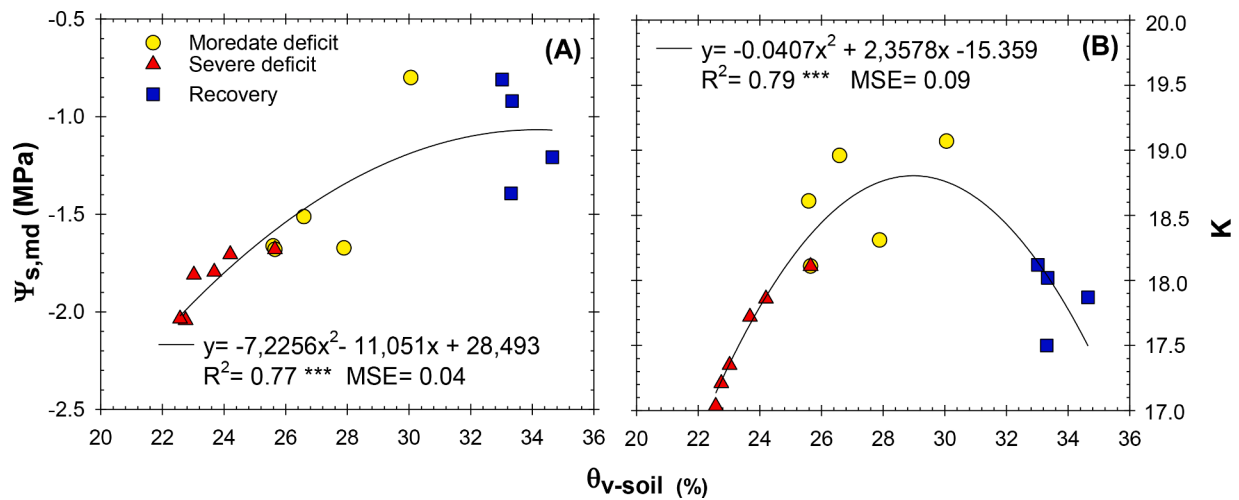 (A)
Moredate deficit
Severe deficit
Recovery
Ψs,md (MPa)
-0.5
-1.0
-1.5
-2.0
-2.5
y= -7,2256x²- 11,051x + 28,493
R²= 0.77 *** MSE= 0.04
20 22 24 26 28 30 32 34 36
(B)
y= -0.0407x² + 2,3578x -15.359
R²= 0.79 *** MSE= 0.09
20.0
19.5
19.0
18.5
18.0
17.5
17.0
K
20 22 24 26 28 30 32 34 36
θv-soil (%)